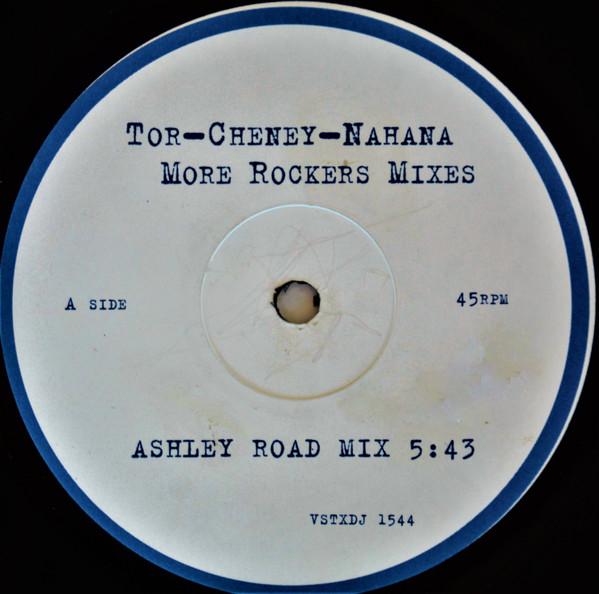 Tor-Cheney-Nahana
More Rockers Mixes
A SIDE
45RPM
ASHLEY ROAD MIX 5:43
VSTXDJ 1544